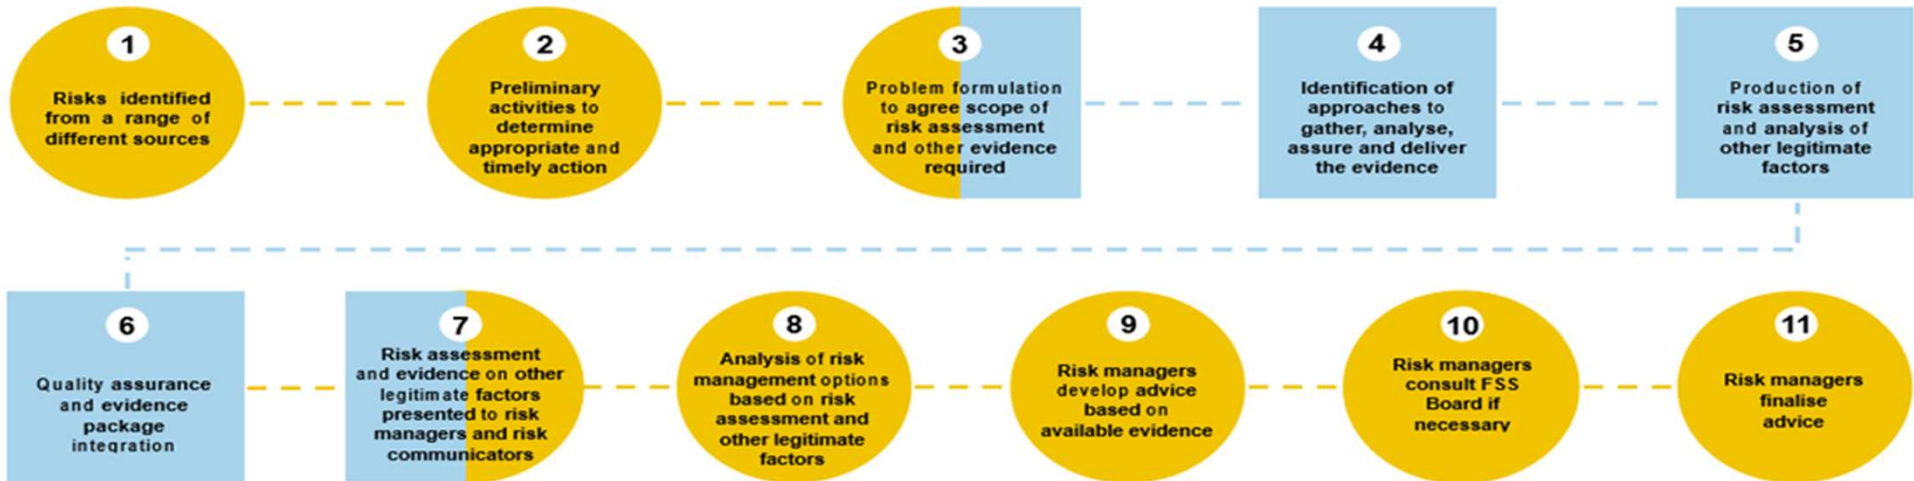 1
Risks identified
from a range of
different sources
2
Preliminary
activities to
determine
appropriate and
timely action
3
Problem formulation
to agree scope of
risk assessment
and other evidence
required
4
Identification of
approaches to
gather, analyse,
assure and deliver
the evidence
5
Production of
risk assessment
and analysis of
other legitimate
factors
6
Quality assurance
and evidence
package
integration
7
Risk assessment
and evidence on other
legitimate factors
presented to risk
managers and risk
communicators
8
Analysis of risk
management options
based on risk
assessment and
other legitimate
factors
9
Risk managers
develop advice
based on
available evidence
10
Risk managers
consult FSS
Board if
necessary
11
Risk managers
finalise
advice